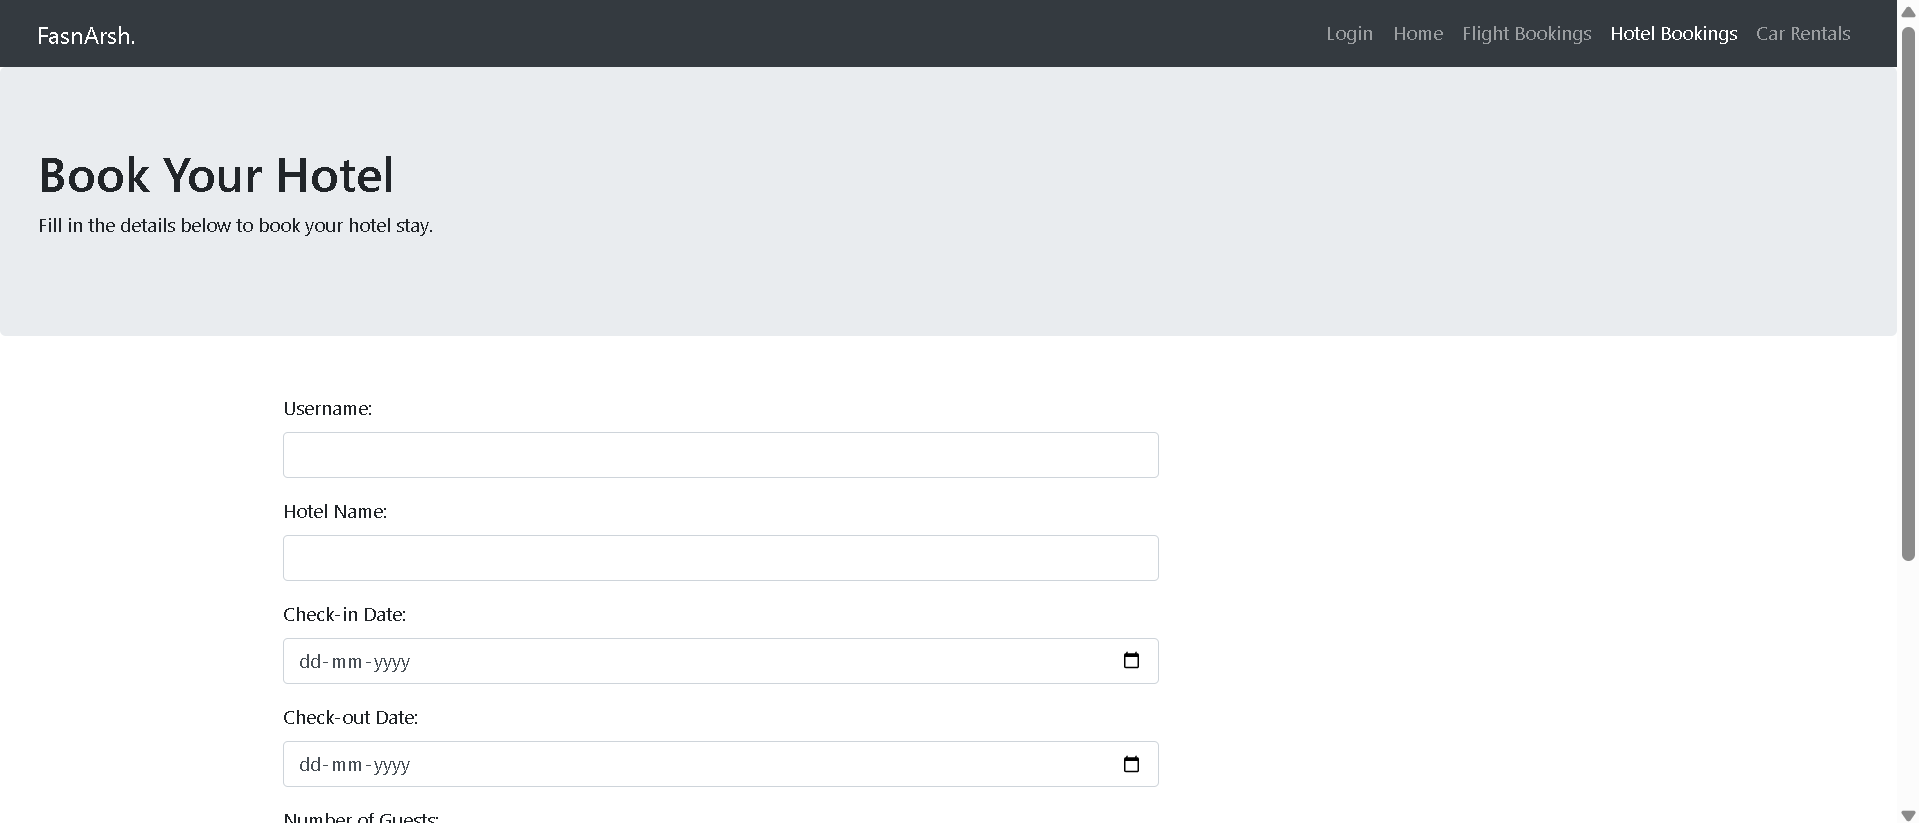 FasnArsh.
Login Home Flight Bookings Hotel Bookings Car Rentals
Book Your Hotel
Fill in the details below to book your hotel stay.
Username:
Hotel Name:
Check-in Date:
dd-mm-yyyy
Check-out Date:
dd-mm-yyyy
Number of Guests: